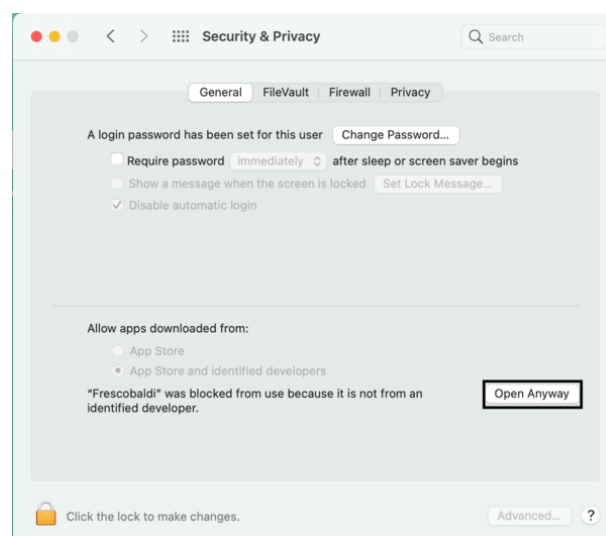 Security & Privacy
Search
General FileVault Firewall Privacy
A login password has been set for this user Change Password...
Require password immediately after sleep or screen saver begins
Show a message when the screen is locked Set Lock Message...
Disable automatic login
Allow apps downloaded from:
App Store
App Store and identified developers
“Frescobaldi” was blocked from use because it is not from an Open Anyway
identified developer.
Click the lock to make changes. Advanced... ?